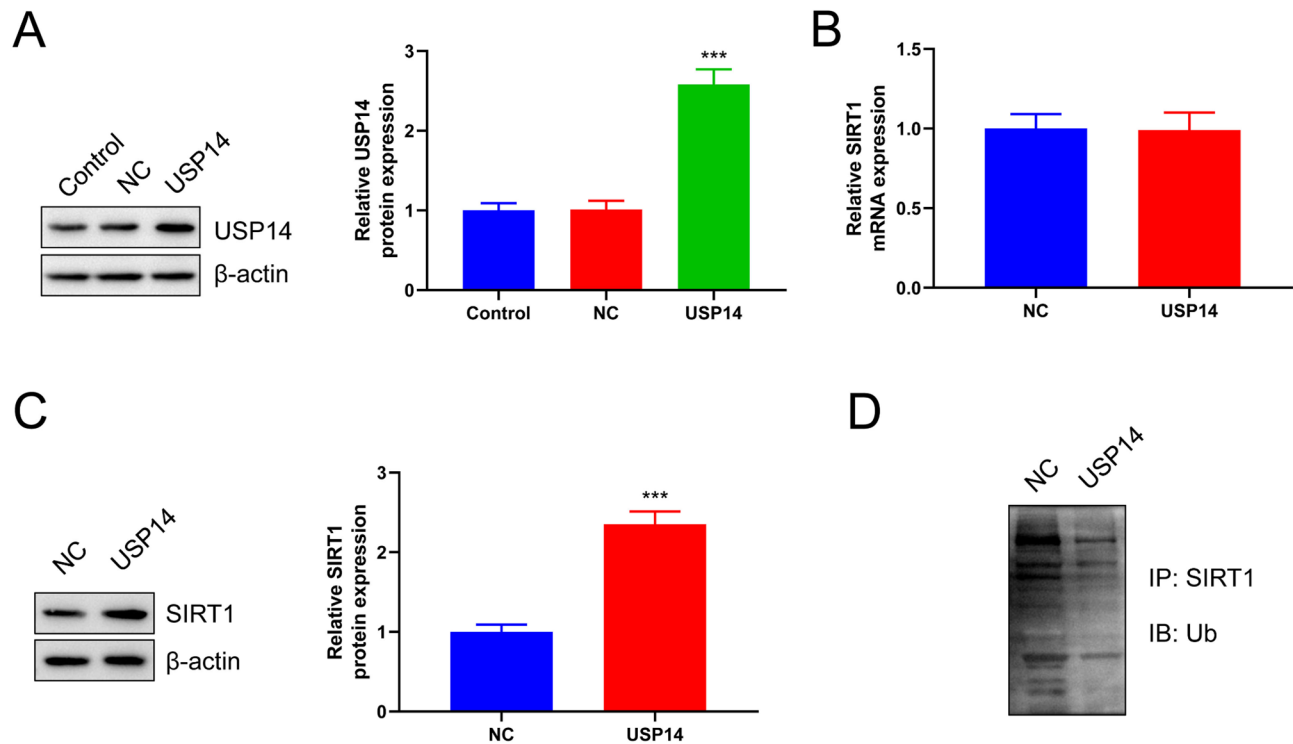 A
Control
NC
USP14
USP14
β-actin
Relative USP14
protein expression
3
2
1
0
***
Control
NC
USP14
B
Relative SIRT1
mRNA expression
1.5
1.0
0.5
0.0
NC
USP14
C
NC
USP14
SIRT1
β-actin
Relative SIRT1
protein expression
3
2
1
0
***
NC
USP14
D
NC
USP14
IP: SIRT1
IB: Ub